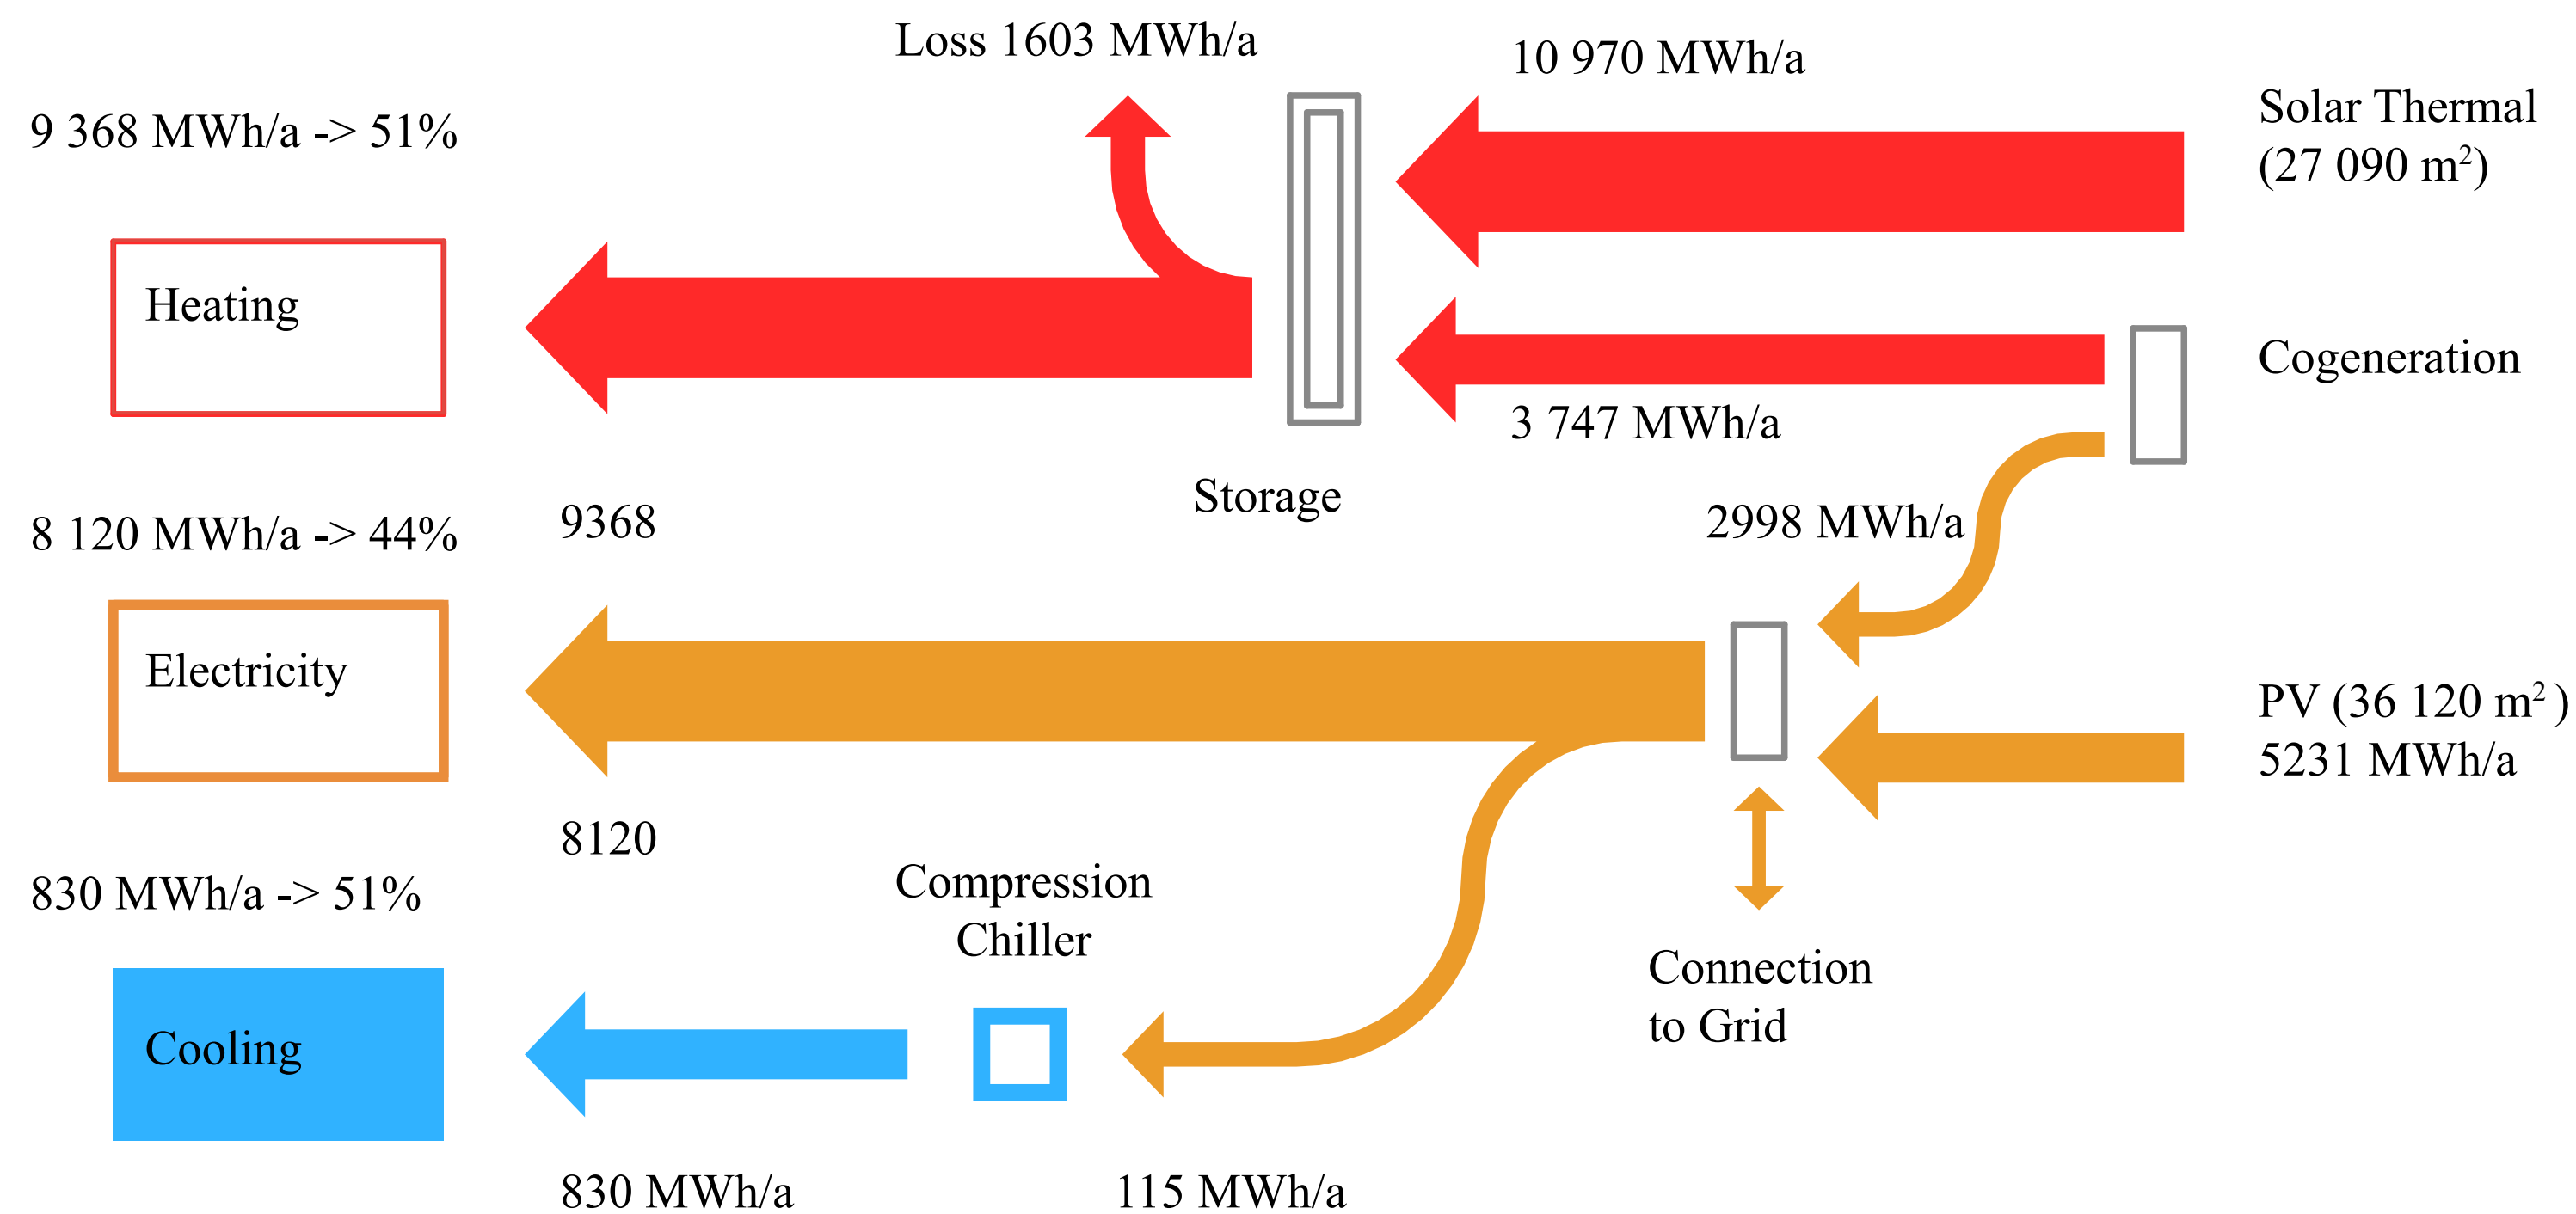 Loss 1603 MWh/a
10 970 MWh/a
Solar Thermal
(27 090 m²)
9 368 MWh/a -> 51%
Heating
Cogeneration
3 747 MWh/a
Storage
2998 MWh/a
9368
8 120 MWh/a -> 44%
Electricity
PV (36 120 m²)
5231 MWh/a
8120
830 MWh/a -> 51%
Compression
Chiller
Connection
to Grid
Cooling
830 MWh/a
115 MWh/a